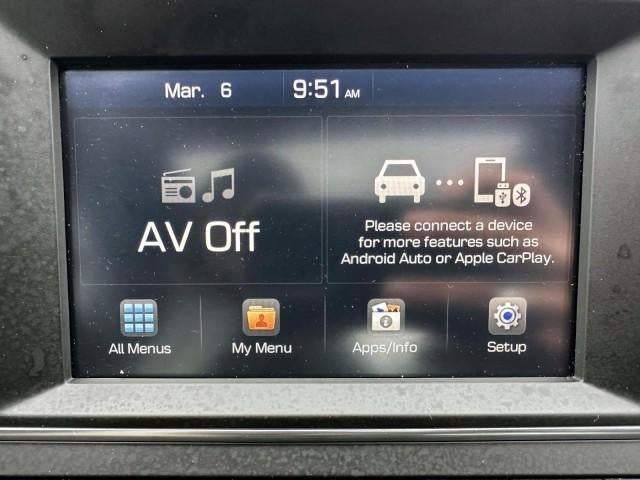 Mar. 6 9:51 AM
AV Off
Please connect a device
for more features such as
Android Auto or Apple CarPlay.
All Menus My Menu Apps/Info Setup